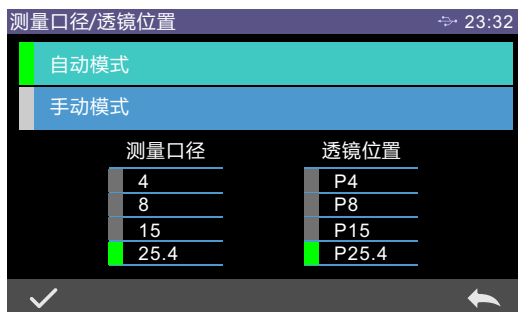 测量口径/透镜位置 23:32
自动模式
手动模式
测量口径 透镜位置
4 P4
8 P8
15 P15
25.4 P25.4